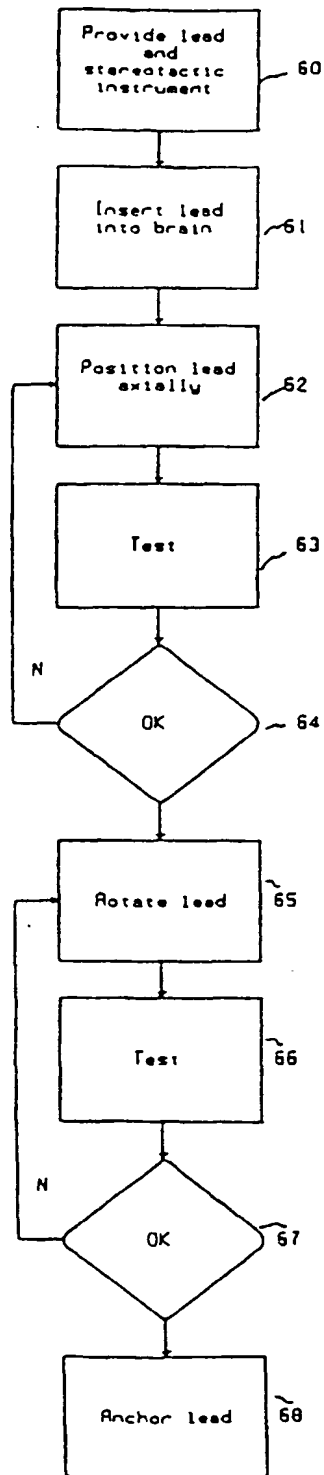 Provide lead
and
stereotactic
instrument
60
Insert lead
into brain
61
Position lead
axially
62
Test
63
N
OK
64
Rotate lead
65
Test
66
N
OK
67
Anchor lead
68